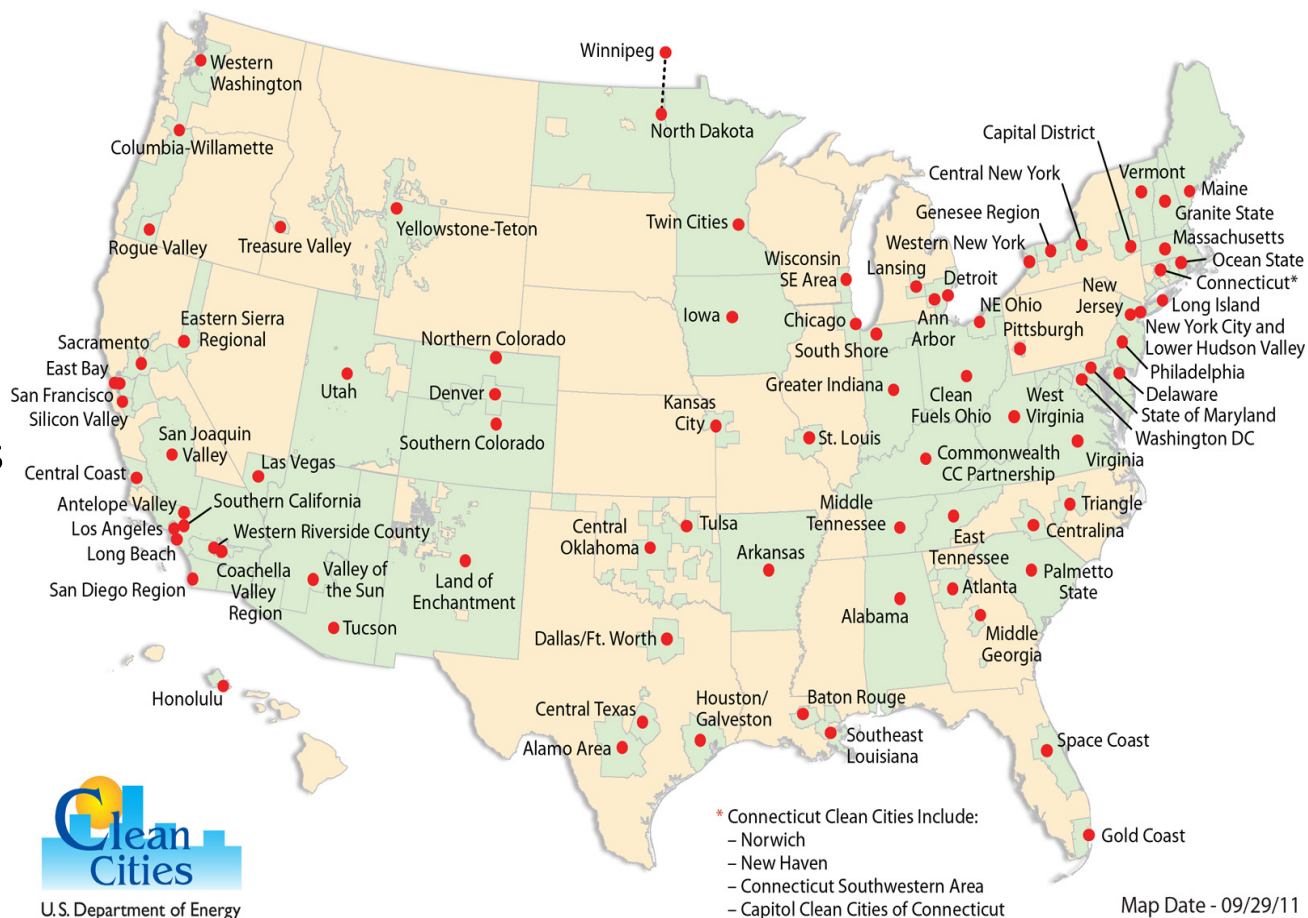 Winnipeg
Western
Washington
North Dakota
Columbia-Willamette
Capital District
Central New York
Vermont
Maine
Granite State
Genesee Region
Yellowstone-Teton
Twin Cities
Rogue Valley
Treasure Valley
Western New York
Massachusetts
Ocean State
Connecticut*
Wisconsin
SE Area
Lansing
Detroit
New
Jersey
Long Island
NE Ohio
Iowa
Chicago
Ann
Arbor
Pittsburgh
New York City and
Lower Hudson Valley
Eastern Sierra
Regional
Sacramento
Northern Colorado
South Shore
Philadelphia
East Bay
Utah
Denver
Greater Indiana
Clean
Fuels Ohio
West
Virginia
Delaware
San Francisco
Silicon Valley
Kansas
City
State of Maryland
Southern Colorado
St. Louis
Washington DC
San Joaquin
Valley
Commonwealth
CC Partnership
Virginia
Las Vegas
Central Coast
Antelope Valley
Southern California
Middle
Tennessee
Triangle
Los Angeles
Western Riverside County
Central
Oklahoma
Tulsa
Centralina
Long Beach
Arkansas
East
Tennessee
Coachella
Valley
Region
Valley of
the Sun
Land of
Enchantment
Palmetto
State
San Diego Region
Atlanta
Alabama
Tucson
Dallas/Ft. Worth
Middle
Georgia
Honolulu
Central Texas
Houston/
Galveston
Baton Rouge
Alamo Area
Southeast
Louisiana
Space Coast
Gold Coast
* Connecticut Clean Cities Include:
– Norwich
– New Haven
– Connecticut Southwestern Area
– Capitol Clean Cities of Connecticut
Clean
Cities
U.S. Department of Energy
Map Date - 09/29/11